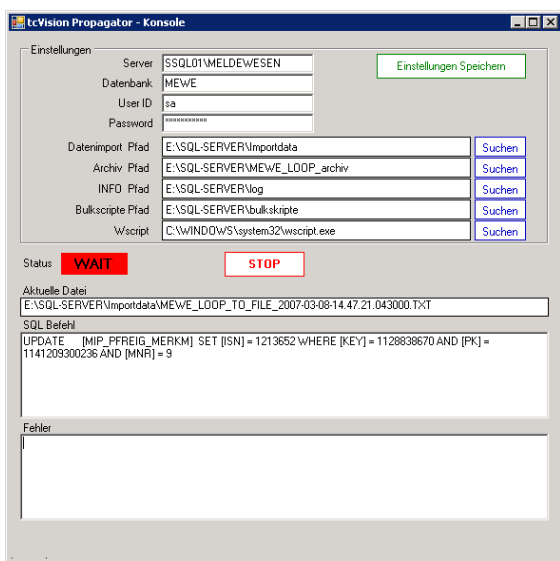 tcVision Propagator - Konsole
Einstellungen
Server SSQL01\MELDEWESEN
Einstellungen Speichern
Datenbank MEWE
User ID sa
Password ***********
Datenimport Pfad E:\SQL-SERVER\Importdata Suchen
Archiv Pfad E:\SQL-SERVER\MEWE_LOOP_archiv Suchen
INFO Pfad E:\SQL-SERVER\log Suchen
Bulkscripte Pfad E:\SQL-SERVER\bulkskripte Suchen
Wscript C:\WINDOWS\system32\wscript.exe Suchen
Status WAIT STOP
Aktuelle Datei
E:\SQL-SERVER\Importdata\MEWE_LOOP_TO_FILE_2007-03-08-14.47.21.043000.TXT
SQL Befehl
UPDATE [MIP_PFREIG_MERKM] SET [ISN] = 1213652 WHERE [KEY] = 1128838670 AND [PK] =
1141209300236 AND [MNR] = 9
Fehler